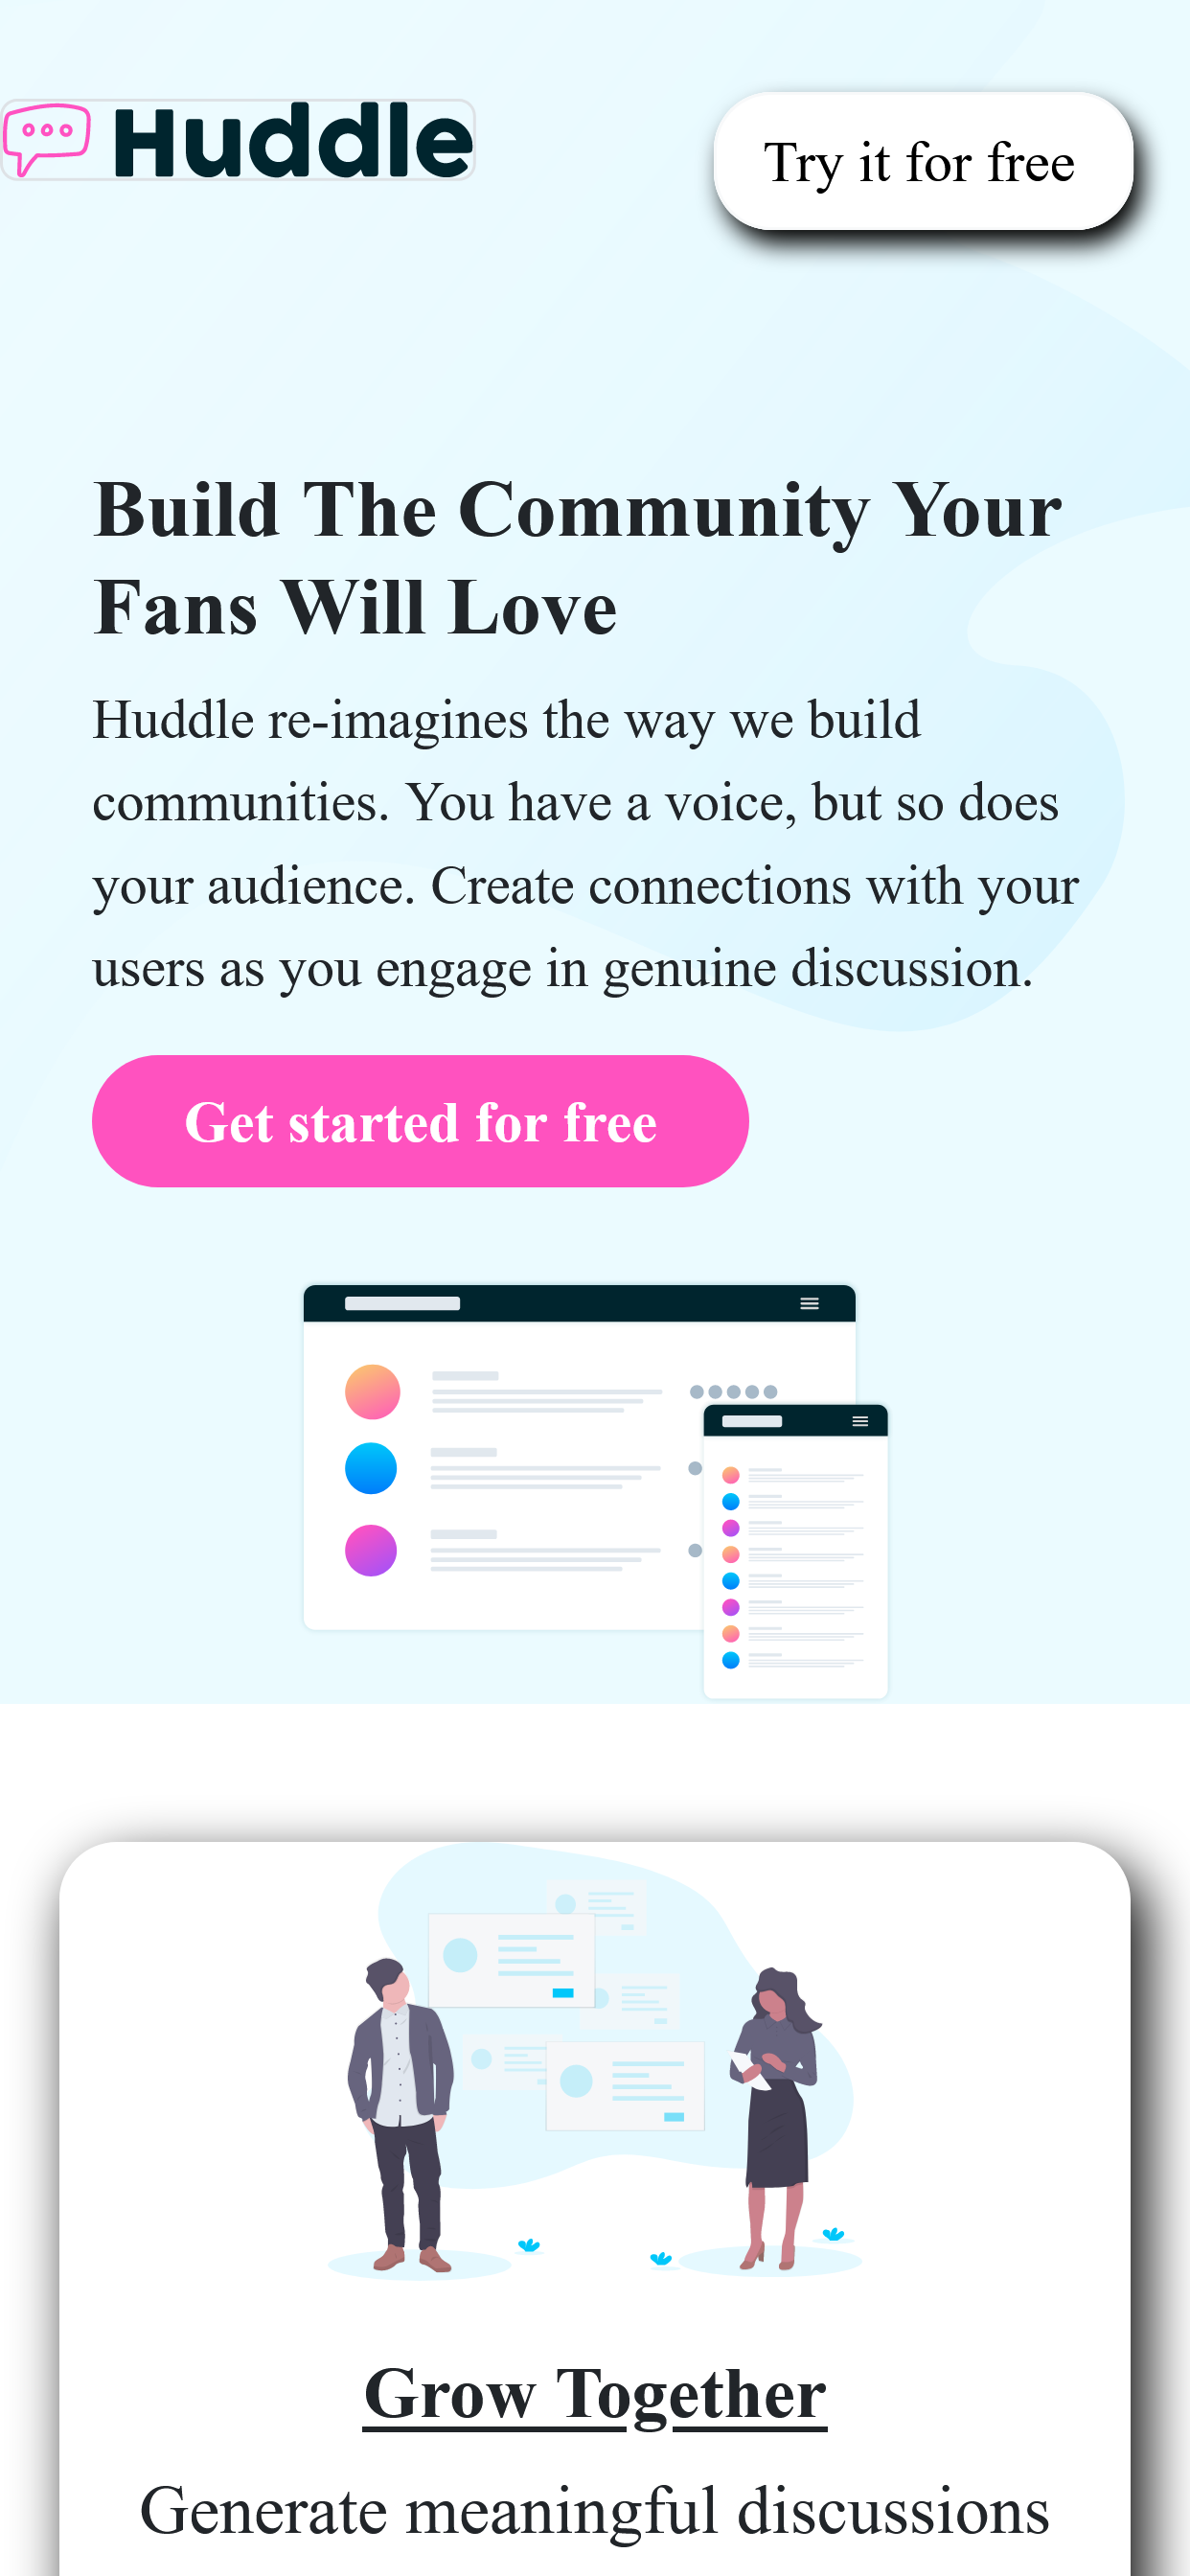 Huddle
Try it for free
Build The Community Your
Fans Will Love
Huddle re-imagines the way we build
communities. You have a voice, but so does
your audience. Create connections with your
users as you engage in genuine discussion.
Get started for free
Grow Together
Generate meaningful discussions